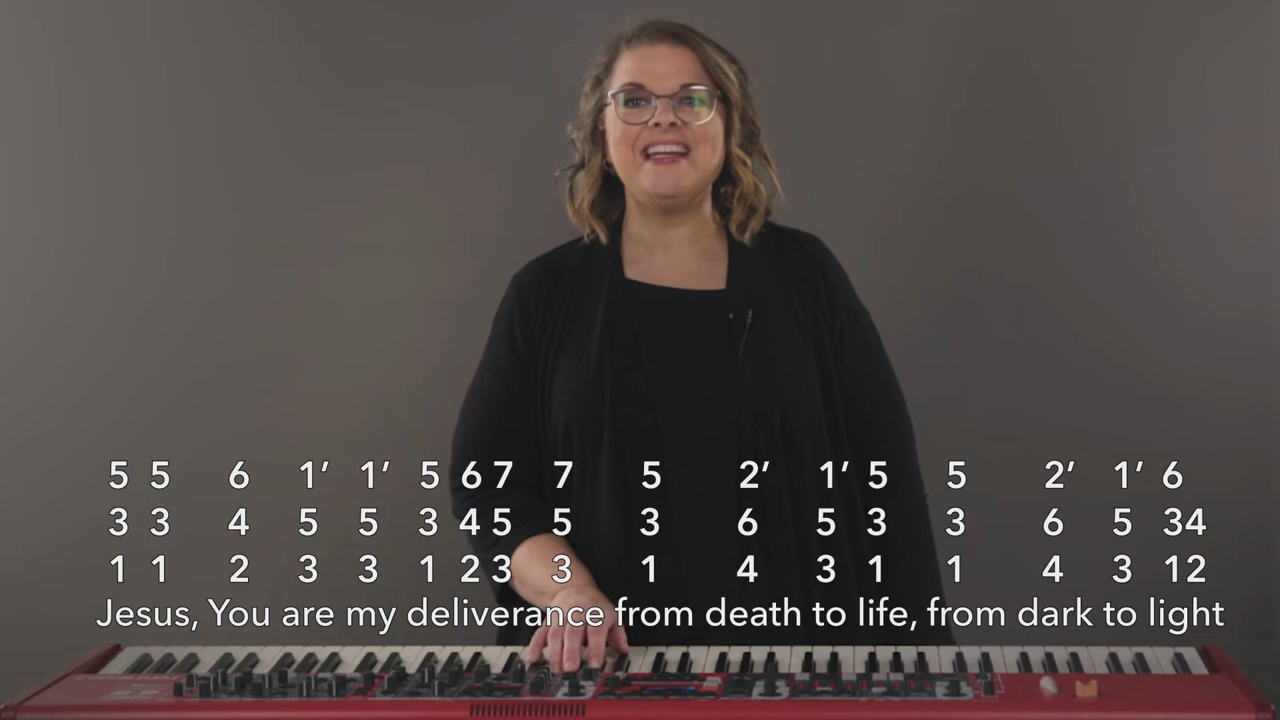 5 5 6 1’ 1’ 5 6 7 7 5 2’ 1’ 5 5 2’ 1’ 6
3 3 4 5 5 3 4 5 5 3 6 5 3 3 6 5 34
1 1 2 3 3 1 2 3 3 1 4 3 1 1 4 3 12
Jesus, You are my deliverance from death to life, from dark to light